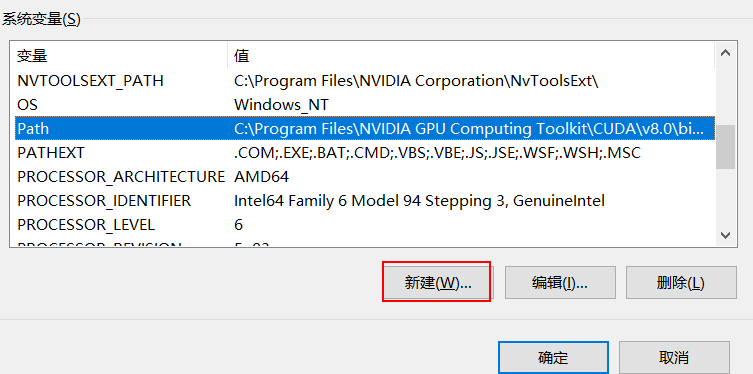 系统变量(S)
变量 值
NVTOOLSEXT_PATH C:\Program Files\NVIDIA Corporation\NvToolsExt\
OS Windows_NT
Path C:\Program Files\NVIDIA GPU Computing Toolkit\CUDA\v8.0\bi...
PATHEXT .COM;.EXE;.BAT;.CMD;.VBS;.VBE;.JS;.JSE;.WSF;.WSH;.MSC
PROCESSOR_ARCHITECTURE AMD64
PROCESSOR_IDENTIFIER Intel64 Family 6 Model 94 Stepping 3, GenuineIntel
PROCESSOR_LEVEL 6
PROCESSOR_REVISION 5e03
新建(W)... 编辑(I)... 删除(L)
确定 取消